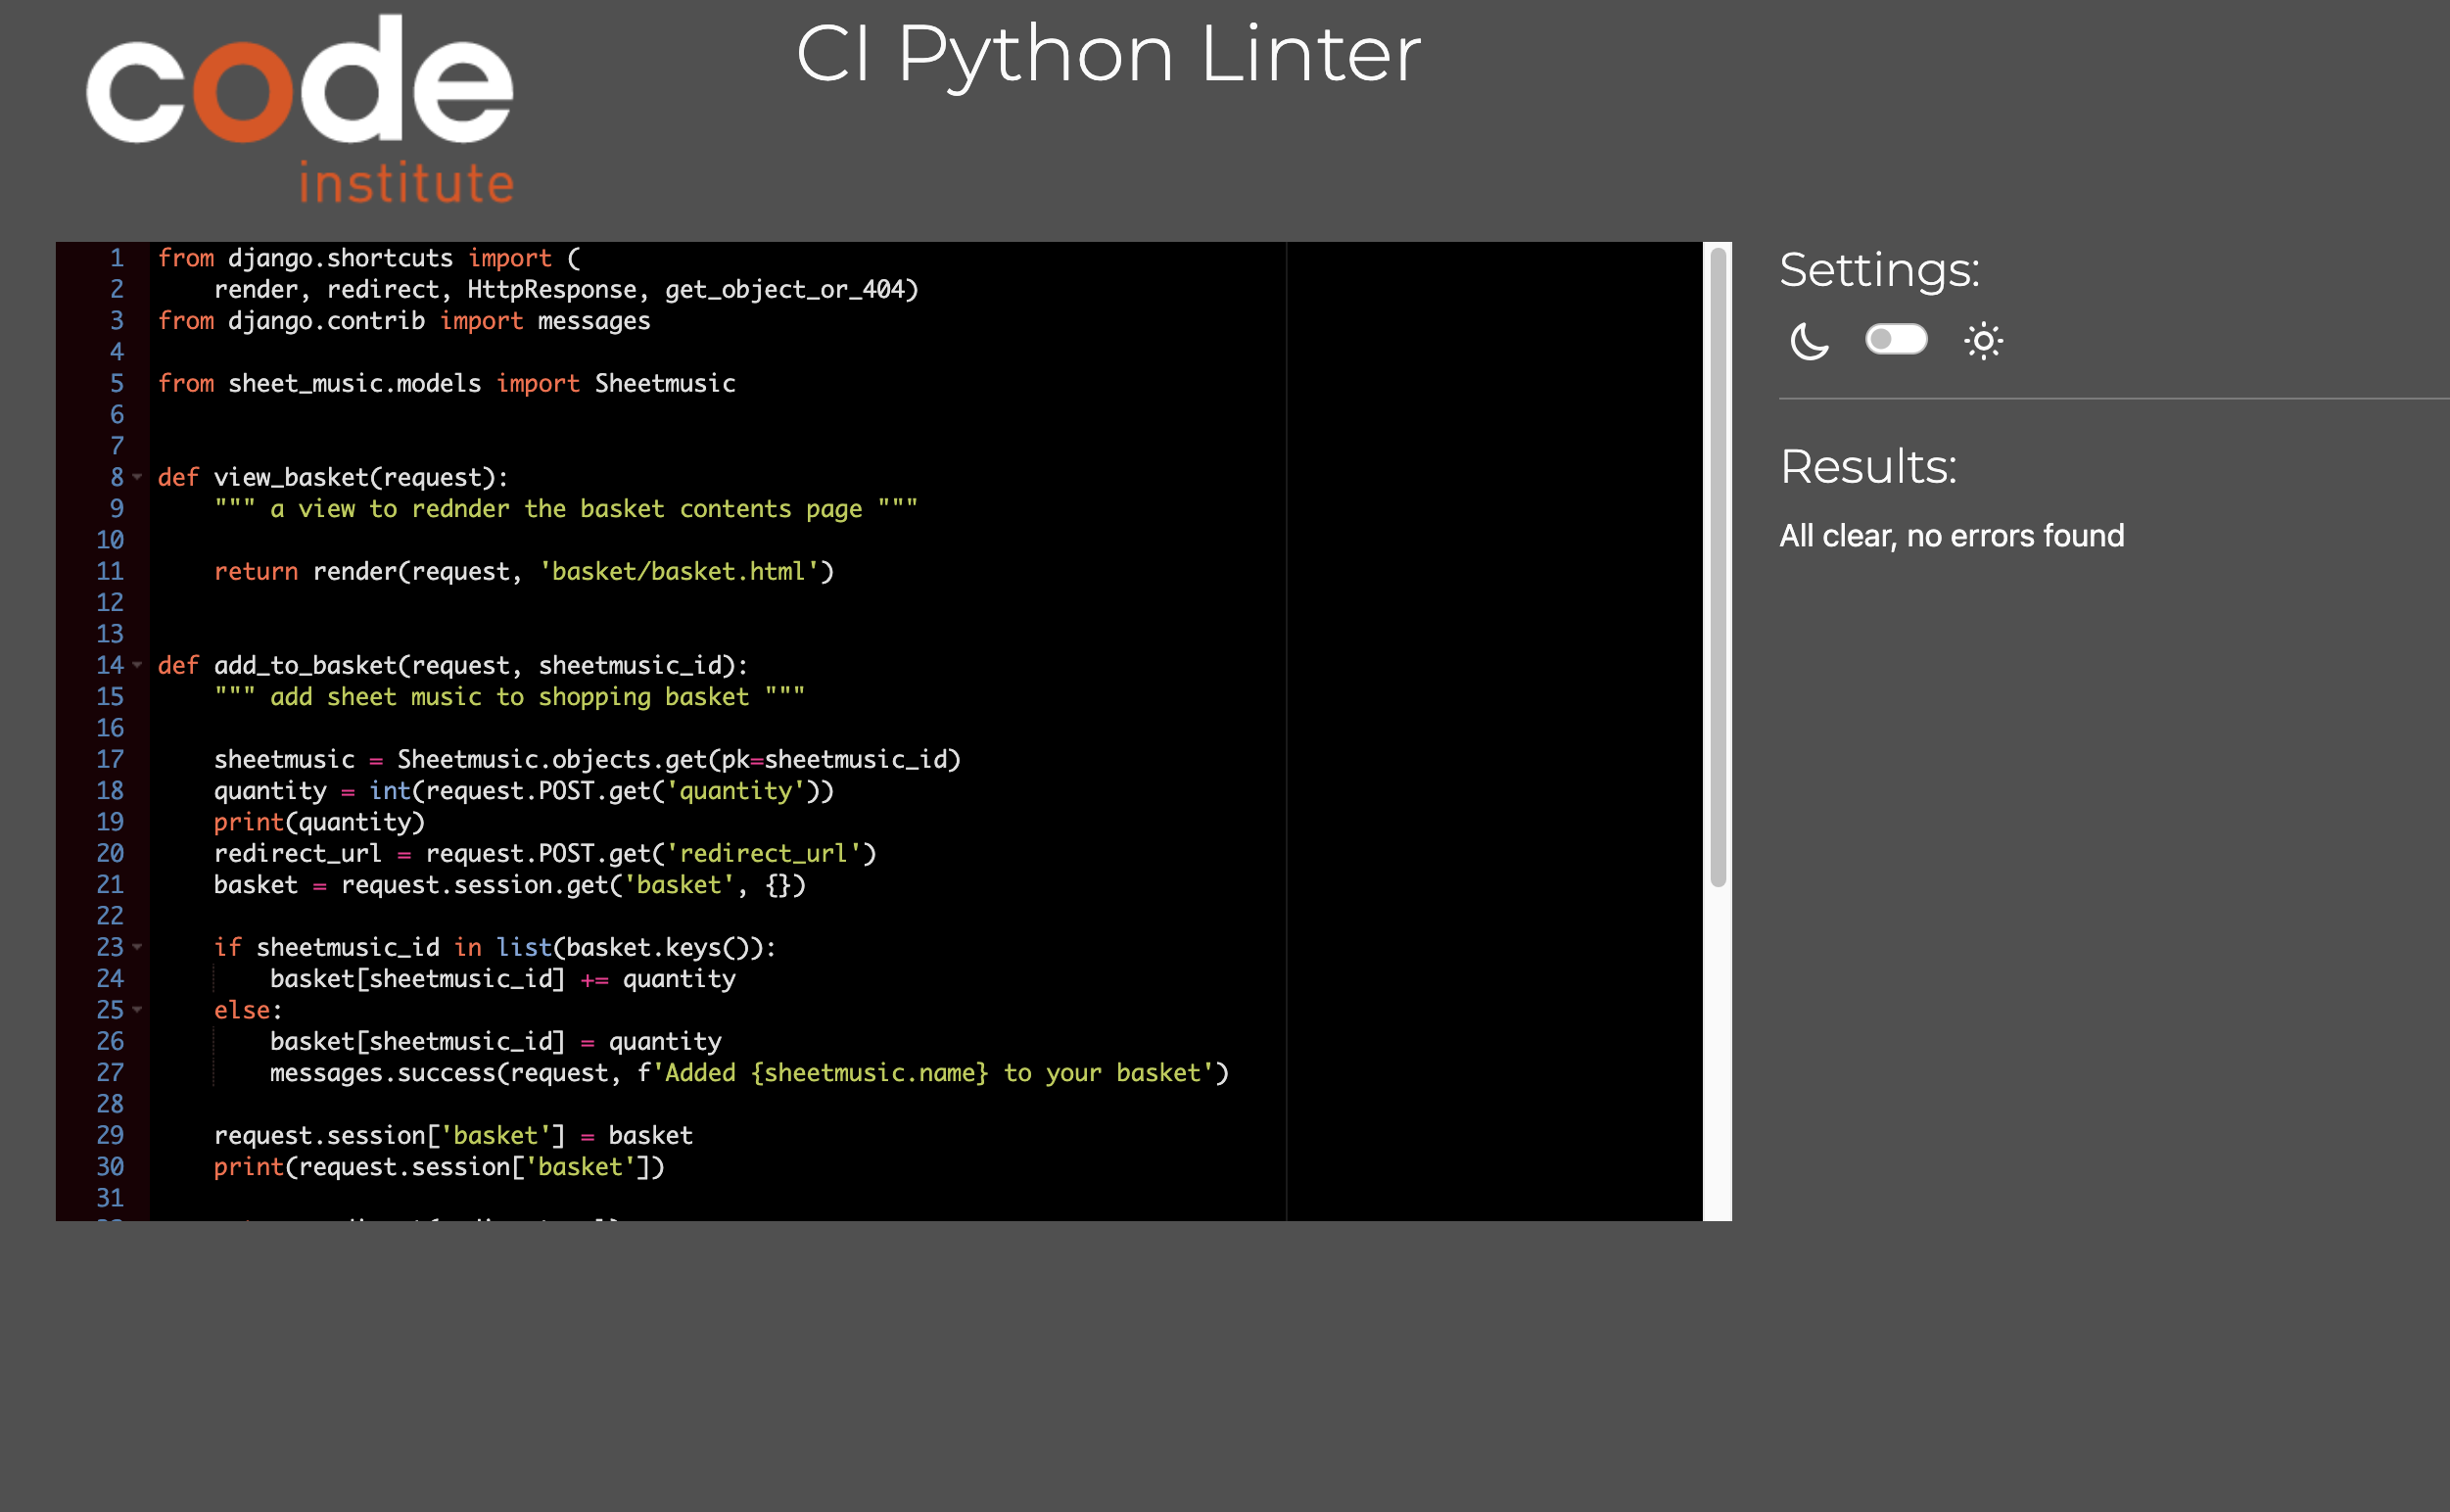 code
institute
CI Python Linter
1 from django.shortcuts import (
2     render, redirect, HttpResponse, get_object_or_404)
3 from django.contrib import messages
4
5 from sheet_music.models import Sheetmusic
6
7
8 def view_basket(request):
9     """ a view to rednder the basket contents page """
10
11     return render(request, 'basket/basket.html')
12
13
14 def add_to_basket(request, sheetmusic_id):
15     """ add sheet music to shopping basket """
16
17     sheetmusic = Sheetmusic.objects.get(pk=sheetmusic_id)
18     quantity = int(request.POST.get('quantity'))
19     print(quantity)
20     redirect_url = request.POST.get('redirect_url')
21     basket = request.session.get('basket', {})
22
23     if sheetmusic_id in list(basket.keys()):
24         basket[sheetmusic_id] += quantity
25     else:
26         basket[sheetmusic_id] = quantity
27         messages.success(request, f'Added {sheetmusic.name} to your basket')
28
29     request.session['basket'] = basket
30     print(request.session['basket'])
31
Settings:
Results:
All clear, no errors found